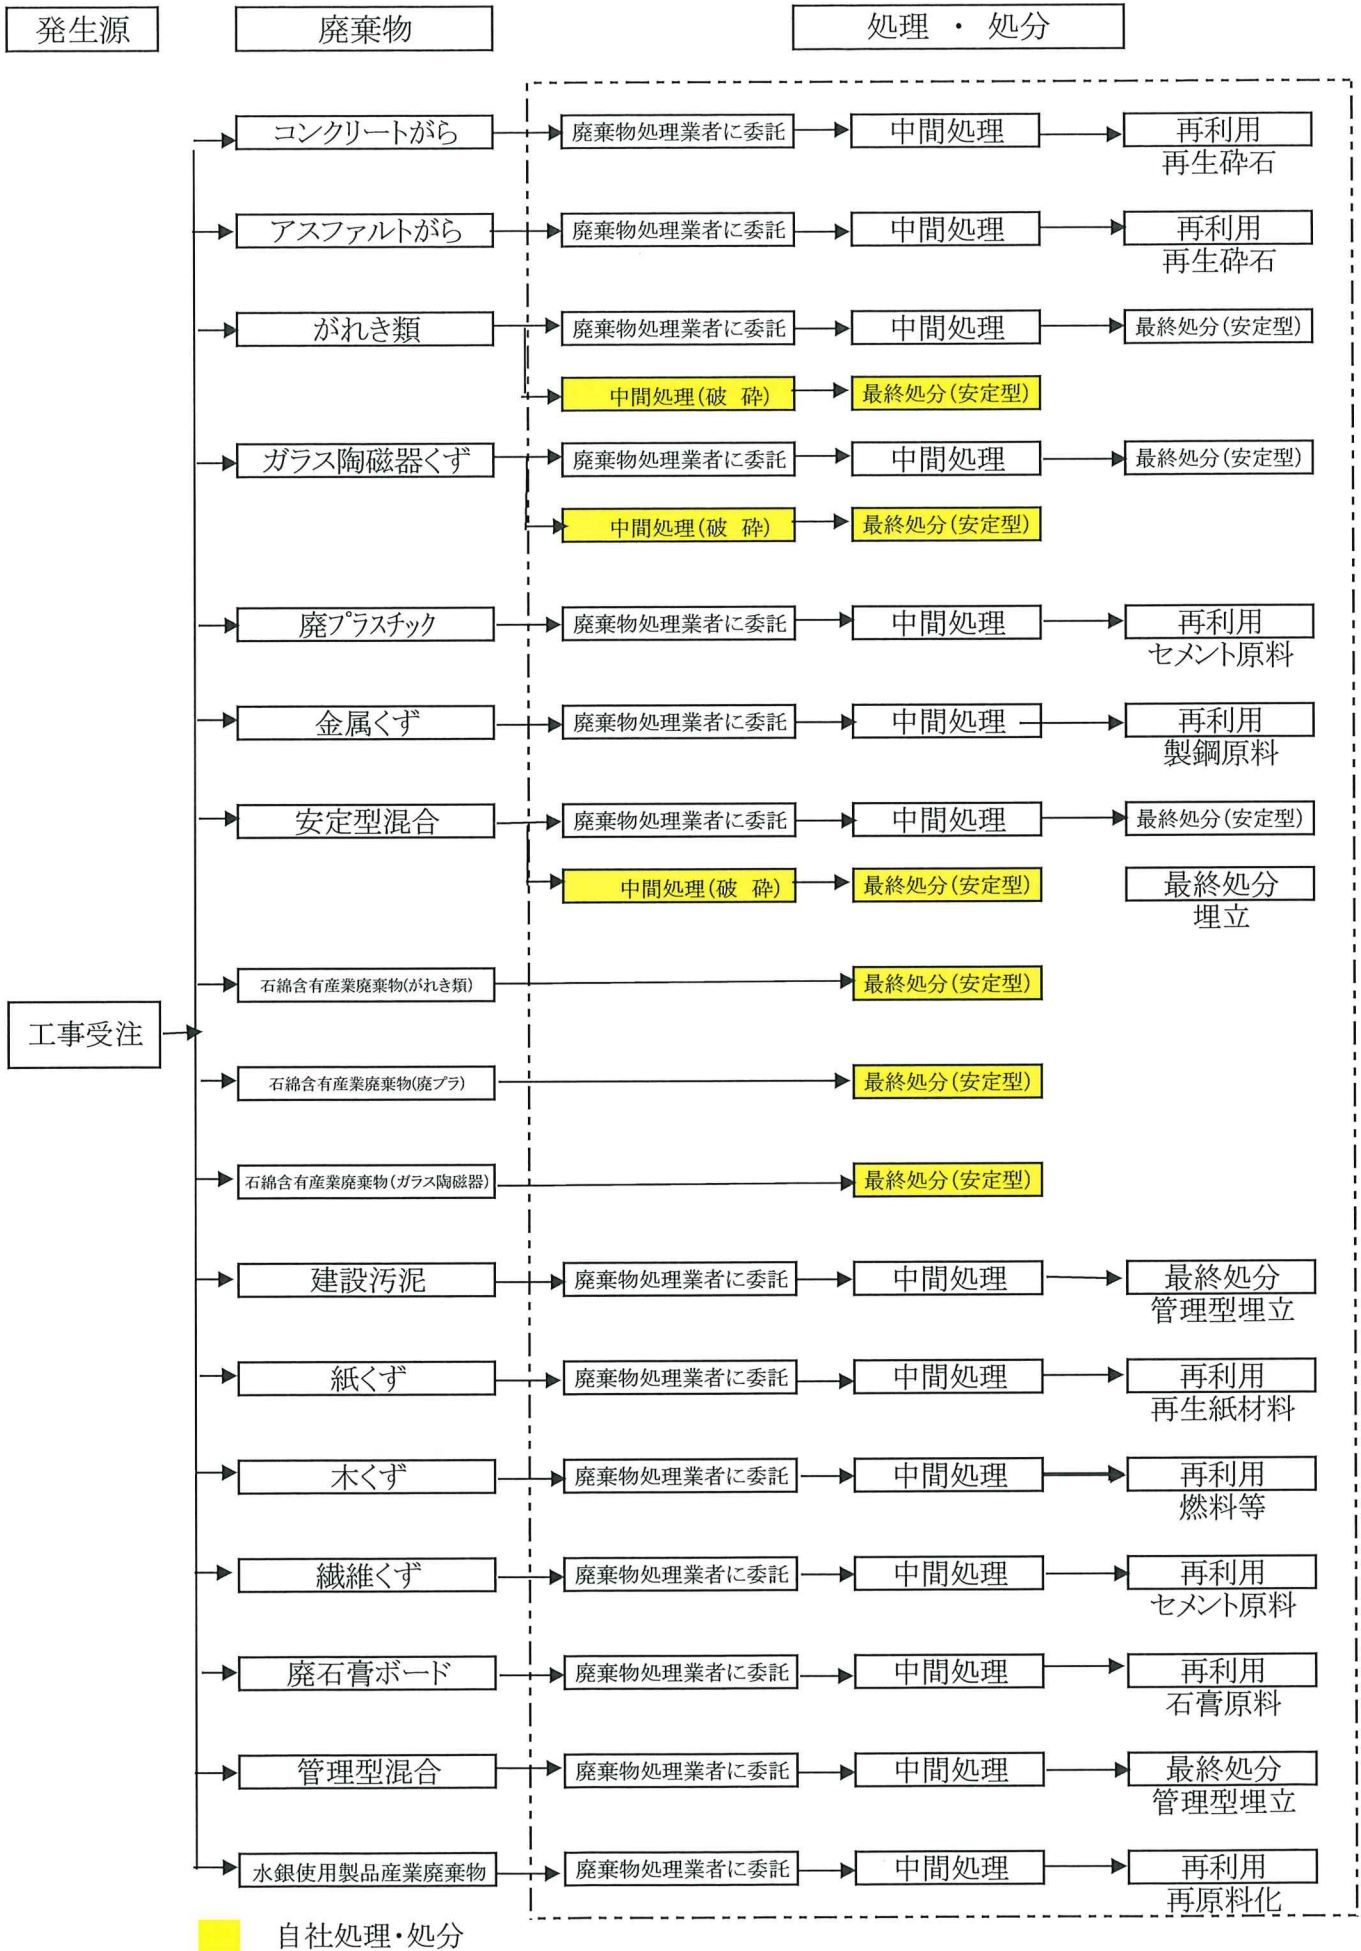 発生源
廃棄物
処理 ・ 処分
コンクリートがら
廃棄物処理業者に委託
中間処理
再利用
再生砕石
アスファルトがら
廃棄物処理業者に委託
中間処理
再利用
再生砕石
がれき類
廃棄物処理業者に委託
中間処理
最終処分(安定型)
中間処理(破 砕)
最終処分(安定型)
ガラス陶磁器くず
廃棄物処理業者に委託
中間処理
最終処分(安定型)
中間処理(破 砕)
最終処分(安定型)
廃プラスチック
廃棄物処理業者に委託
中間処理
再利用
セメント原料
金属くず
廃棄物処理業者に委託
中間処理
再利用
製鋼原料
安定型混合
廃棄物処理業者に委託
中間処理
最終処分(安定型)
中間処理(破 砕)
最終処分(安定型)
最終処分
埋立
石綿含有産業廃棄物(がれき類)
最終処分(安定型)
工事受注
石綿含有産業廃棄物(廃プラ)
最終処分(安定型)
石綿含有産業廃棄物(ガラス陶磁器)
最終処分(安定型)
建設汚泥
廃棄物処理業者に委託
中間処理
最終処分
管理型埋立
紙くず
廃棄物処理業者に委託
中間処理
再利用
再生紙材料
木くず
廃棄物処理業者に委託
中間処理
再利用
燃料等
繊維くず
廃棄物処理業者に委託
中間処理
再利用
セメント原料
廃石膏ボード
廃棄物処理業者に委託
中間処理
再利用
石膏原料
管理型混合
廃棄物処理業者に委託
中間処理
最終処分
管理型埋立
水銀使用製品産業廃棄物
廃棄物処理業者に委託
中間処理
再利用
再原料化
自社処理・処分